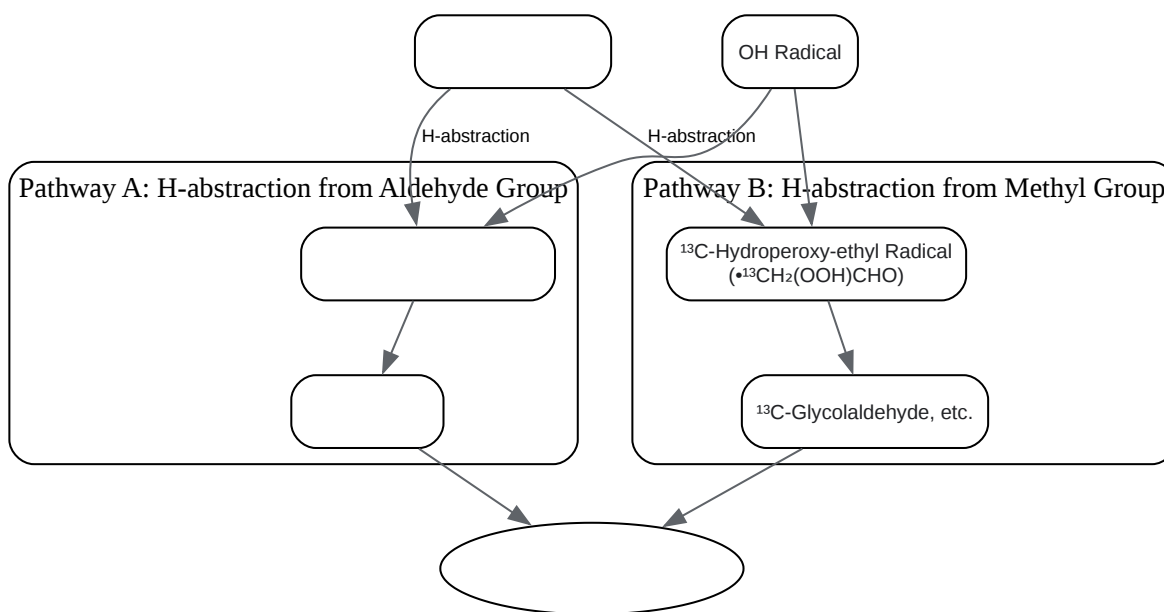 OH Radical
H-abstraction
H-abstraction
Pathway A: H-abstraction from Aldehyde Group
Pathway B: H-abstraction from Methyl Group
¹³C-Hydroperoxy-ethyl Radical
(•¹³CH₂(OOH)CHO)
¹³C-Glycolaldehyde, etc.